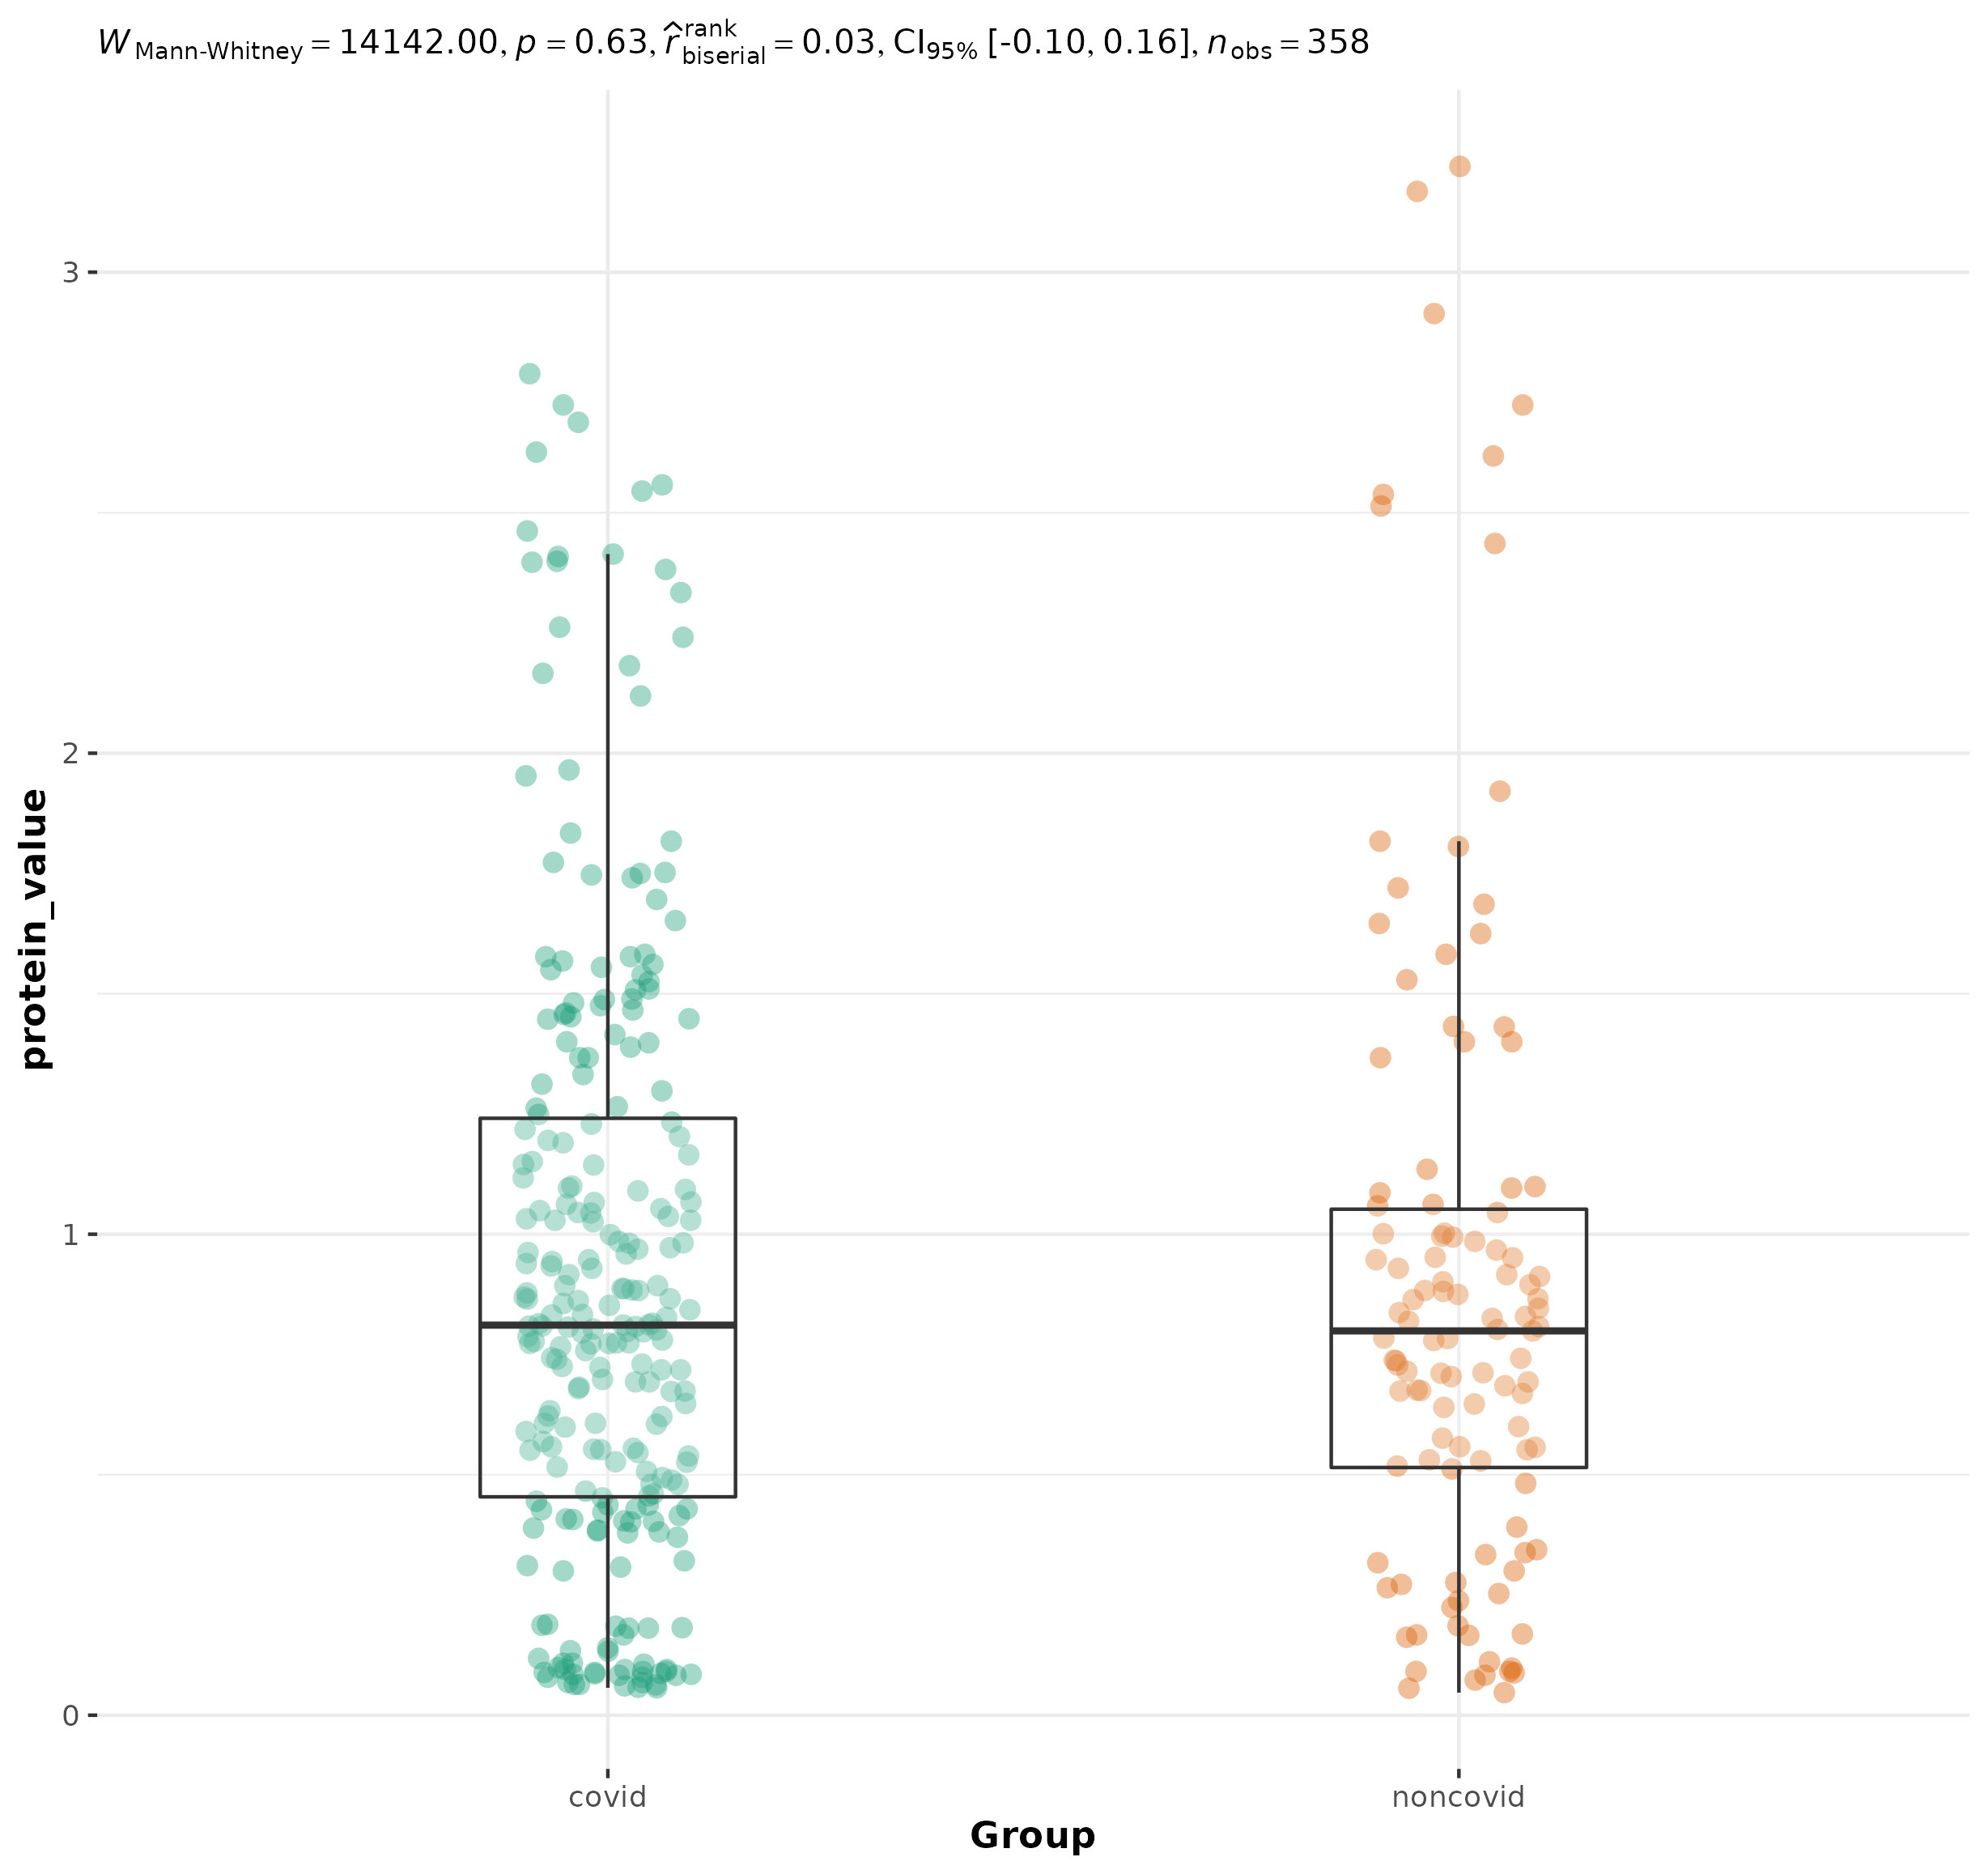 W Mann-Whitney = 14142.00, p = 0.63, r̂ rank biserial = 0.03, CI95% [-0.10, 0.16], n obs = 358
3
2
1
0
protein_value
covid noncovid
Group